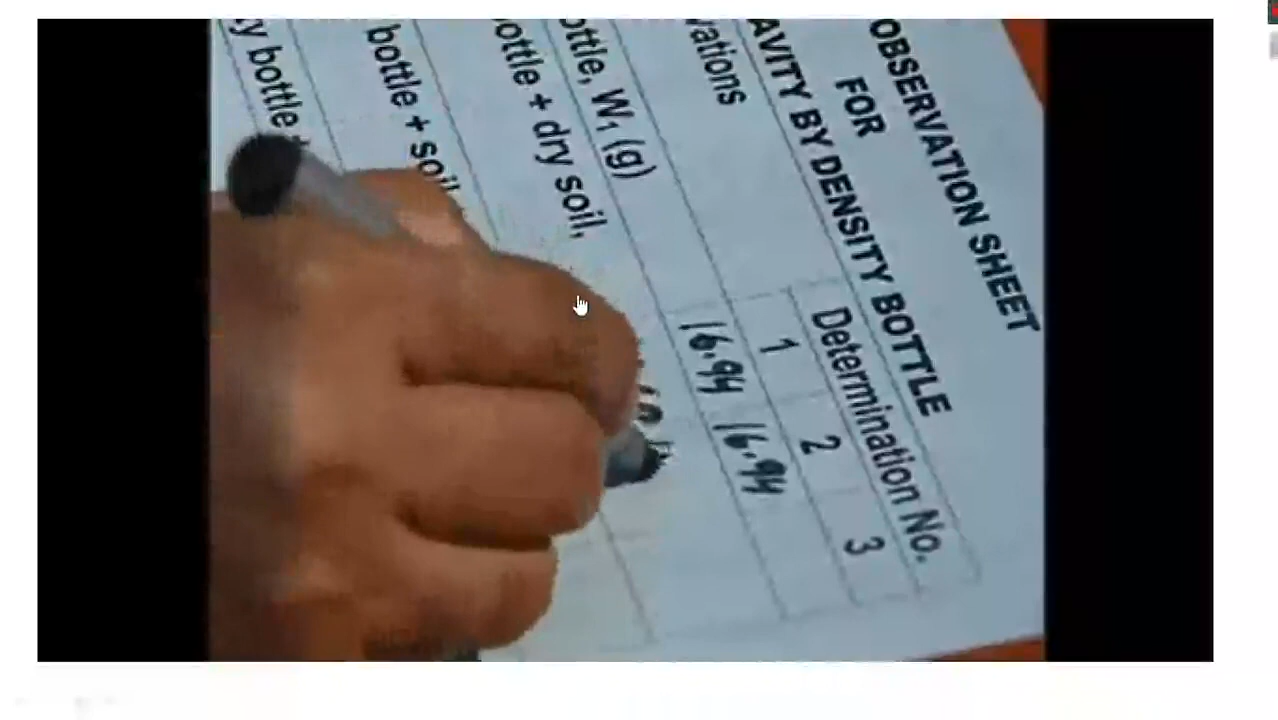 OBSERVATION SHEET
FOR
AVITY BY DENSITY BOTTLE
vations
Determination No.
1 2 3
ottle, W1 (g) 16.94 16.94
ottle + dry soil,
bottle + soil
y bottle +